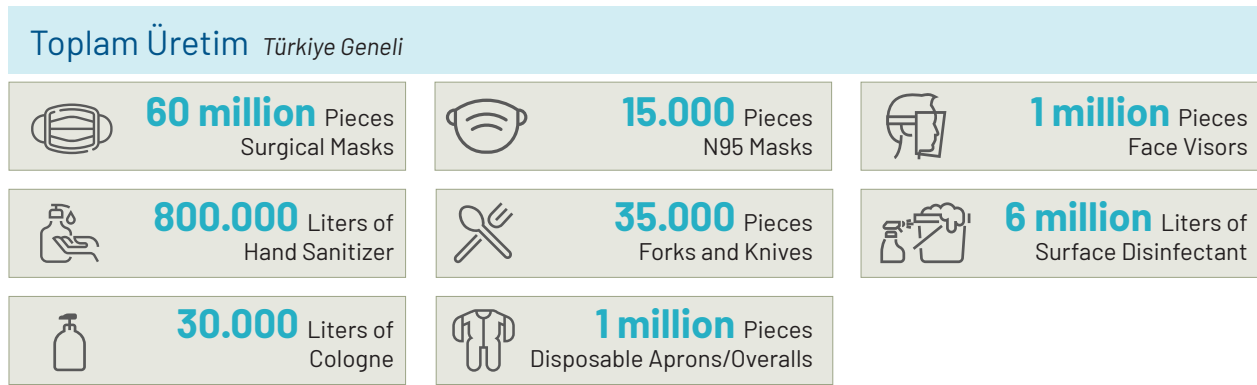 Toplam Üretim Türkiye Geneli
60 million Pieces
Surgical Masks
15.000 Pieces
N95 Masks
1 million Pieces
Face Visors
800.000 Liters of
Hand Sanitizer
35.000 Pieces
Forks and Knives
6 million Liters of
Surface Disinfectant
30.000 Liters of
Cologne
1 million Pieces
Disposable Aprons/Overalls